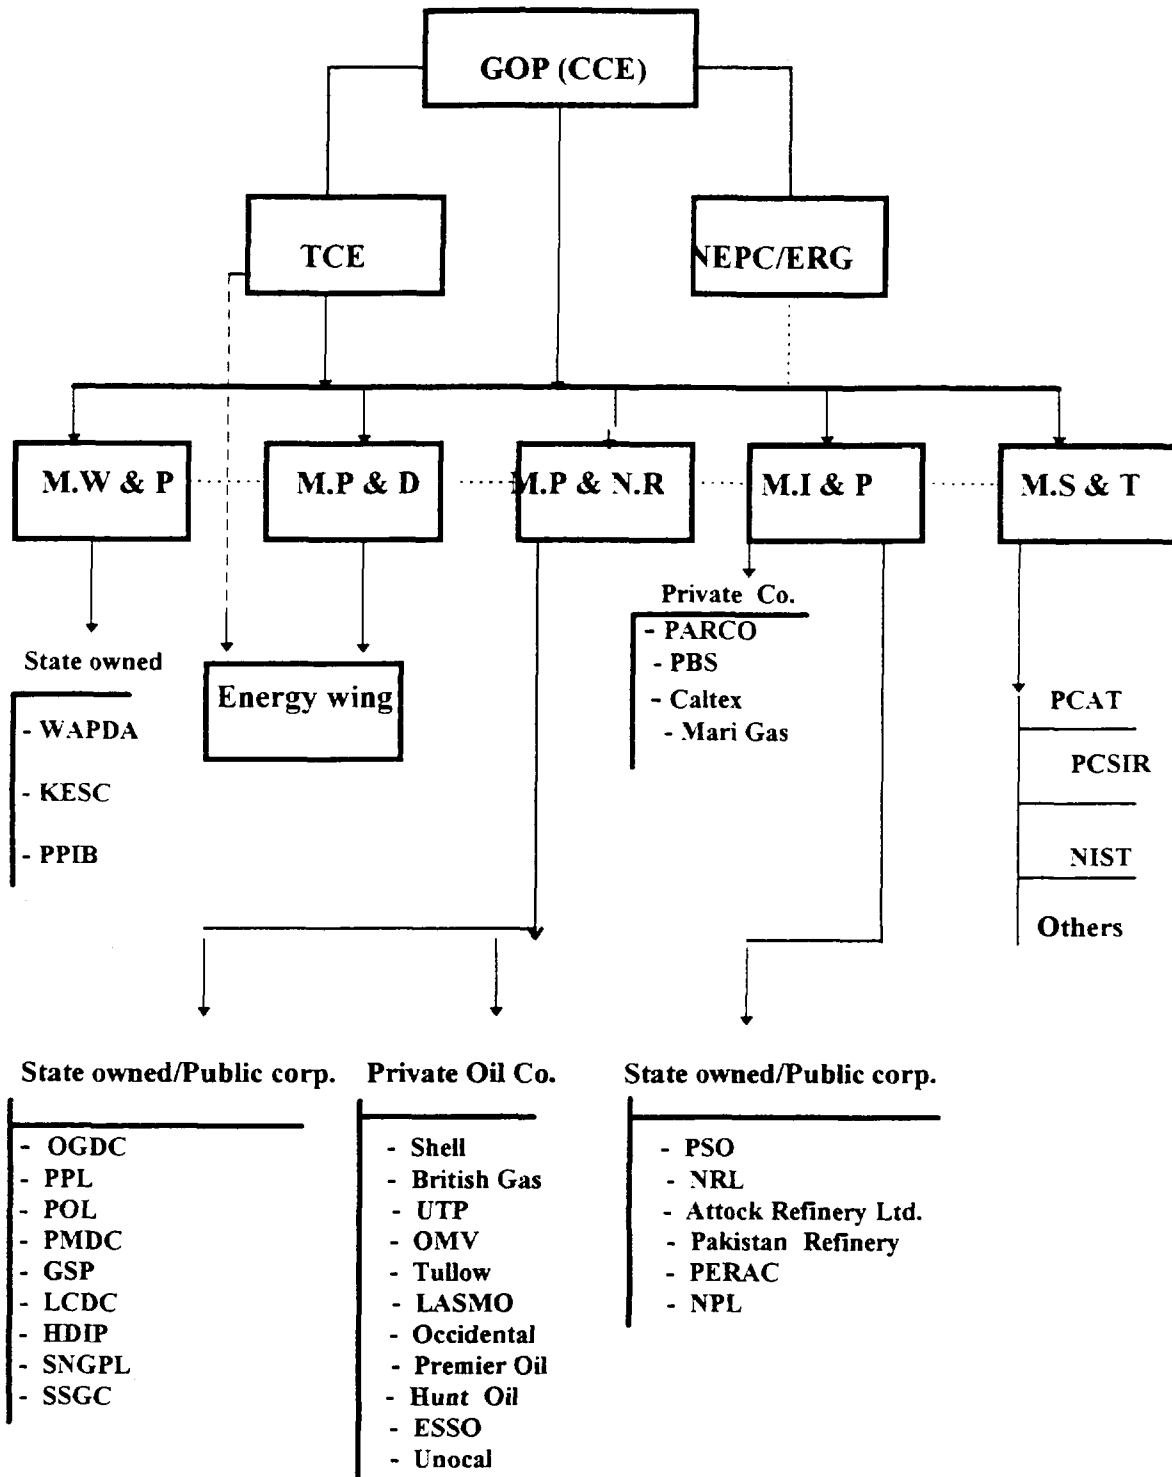 GOP (CCE)
TCE
NEPC/ERG
M.W & P
M.P & D
M.P & N.R
M.I & P
M.S & T
State owned
- WAPDA
- KESC
- PPIB
Energy wing
Private Co.
- PARCO
- PBS
- Caltex
- Mari Gas
PCAT
PCSIR
NIST
Others
State owned/Public corp.
- OGDC
- PPL
- POL
- PMDC
- GSP
- LCDC
- HDIP
- SNGPL
- SSGC
Private Oil Co.
- Shell
- British Gas
- UTP
- OMV
- Tullow
- LASMO
- Occidental
- Premier Oil
- Hunt Oil
- ESSO
- Unocal
State owned/Public corp.
- PSO
- NRL
- Attock Refinery Ltd.
- Pakistan Refinery
- PERAC
- NPL